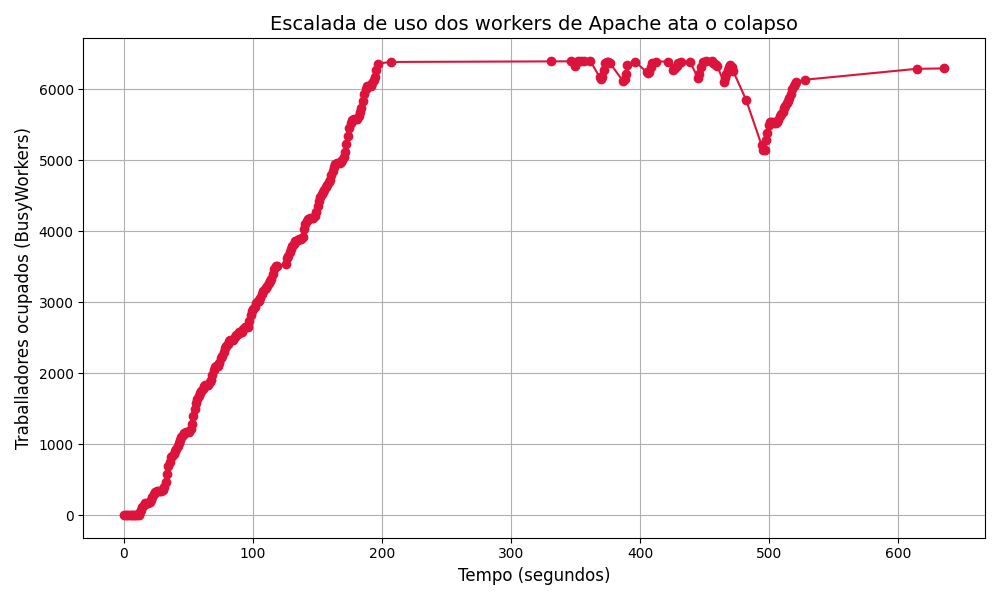 Escalada de uso dos workers de Apache ata o colapso
Traballadores ocupados (BusyWorkers)
6000
5000
4000
3000
2000
1000
0
0 100 200 300 400 500 600
Tempo (segundos)